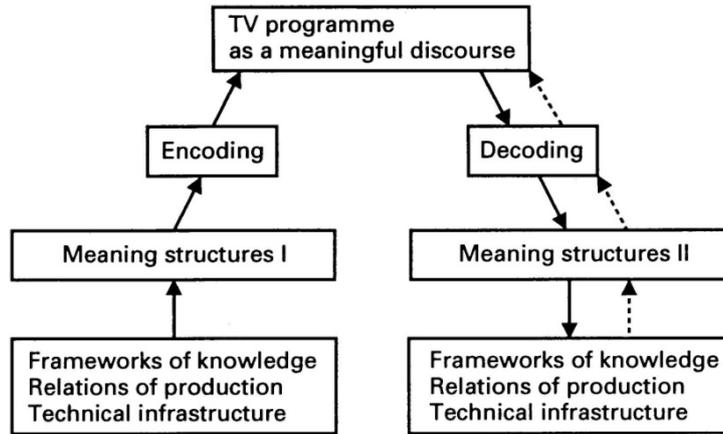 TV programme
as a meaningful discourse
Encoding
Decoding
Meaning structures I
Meaning structures II
Frameworks of knowledge
Relations of production
Technical infrastructure
Frameworks of knowledge
Relations of production
Technical infrastructure